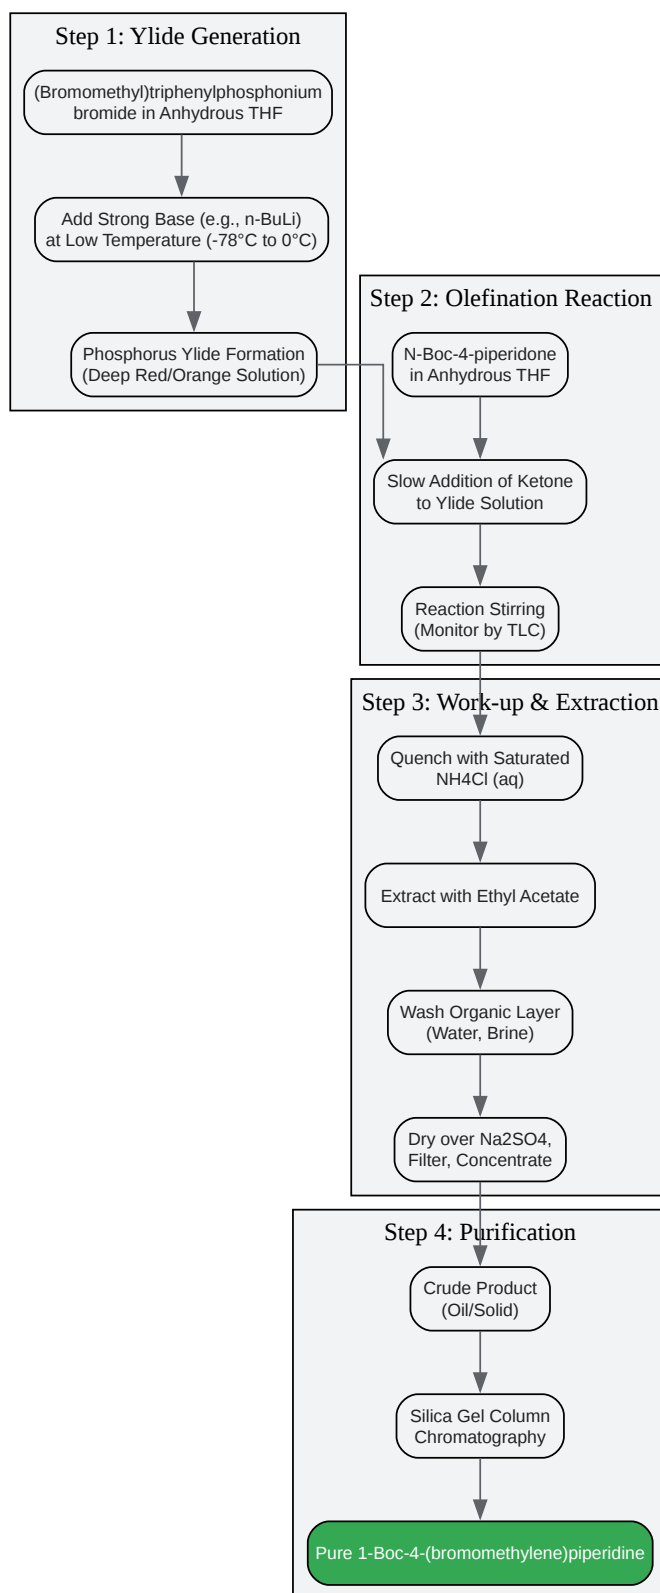 Step 1: Ylide Generation
(Bromomethyl)triphenylphosphonium
bromide in Anhydrous THF
Add Strong Base (e.g., n-BuLi)
at Low Temperature (-78°C to 0°C)
Phosphorus Ylide Formation
(Deep Red/Orange Solution)
Step 2: Olefination Reaction
N-Boc-4-piperidone
in Anhydrous THF
Slow Addition of Ketone
to Ylide Solution
Reaction Stirring
(Monitor by TLC)
Step 3: Work-up & Extraction
Quench with Saturated
NH4Cl (aq)
Extract with Ethyl Acetate
Wash Organic Layer
(Water, Brine)
Dry over Na2SO4,
Filter, Concentrate
Step 4: Purification
Crude Product
(Oil/Solid)
Silica Gel Column
Chromatography
Pure 1-Boc-4-(bromomethylene)piperidine